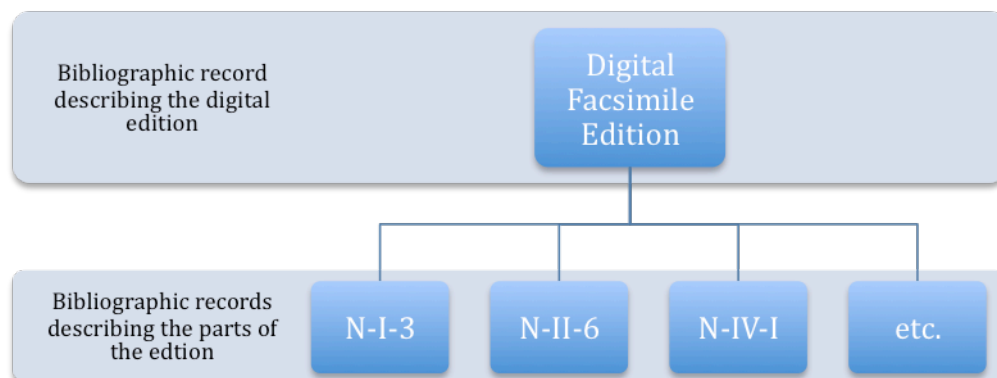 Bibliographic record
describing the digital
edition
Digital
Facsimile
Edition
Bibliographic records
describing the parts of
the edtion
N-I-3
N-II-6
N-IV-I
etc.